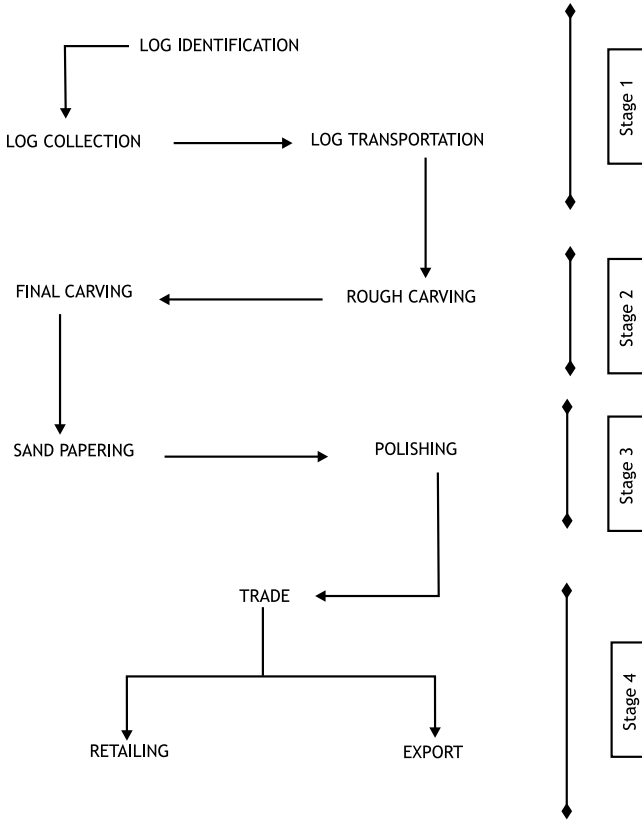 LOG IDENTIFICATION
Stage 1
LOG COLLECTION
LOG TRANSPORTATION
FINAL CARVING
ROUGH CARVING
Stage 2
SAND PAPERING
POLISHING
Stage 3
TRADE
Stage 4
RETAILING
EXPORT